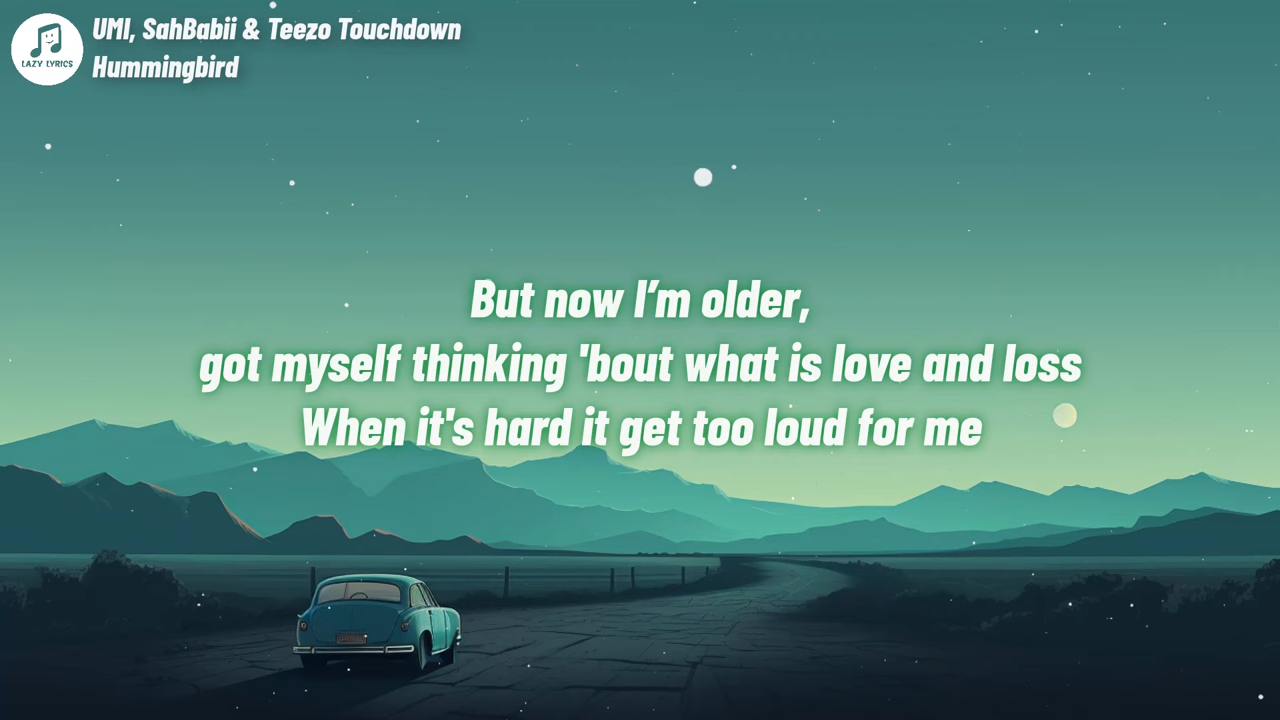 UMI, SahBabii & Teezo Touchdown
Hummingbird
LAZY LYRICS
But now I’m older,
got myself thinking 'bout what is love and loss
When it's hard it get too loud for me